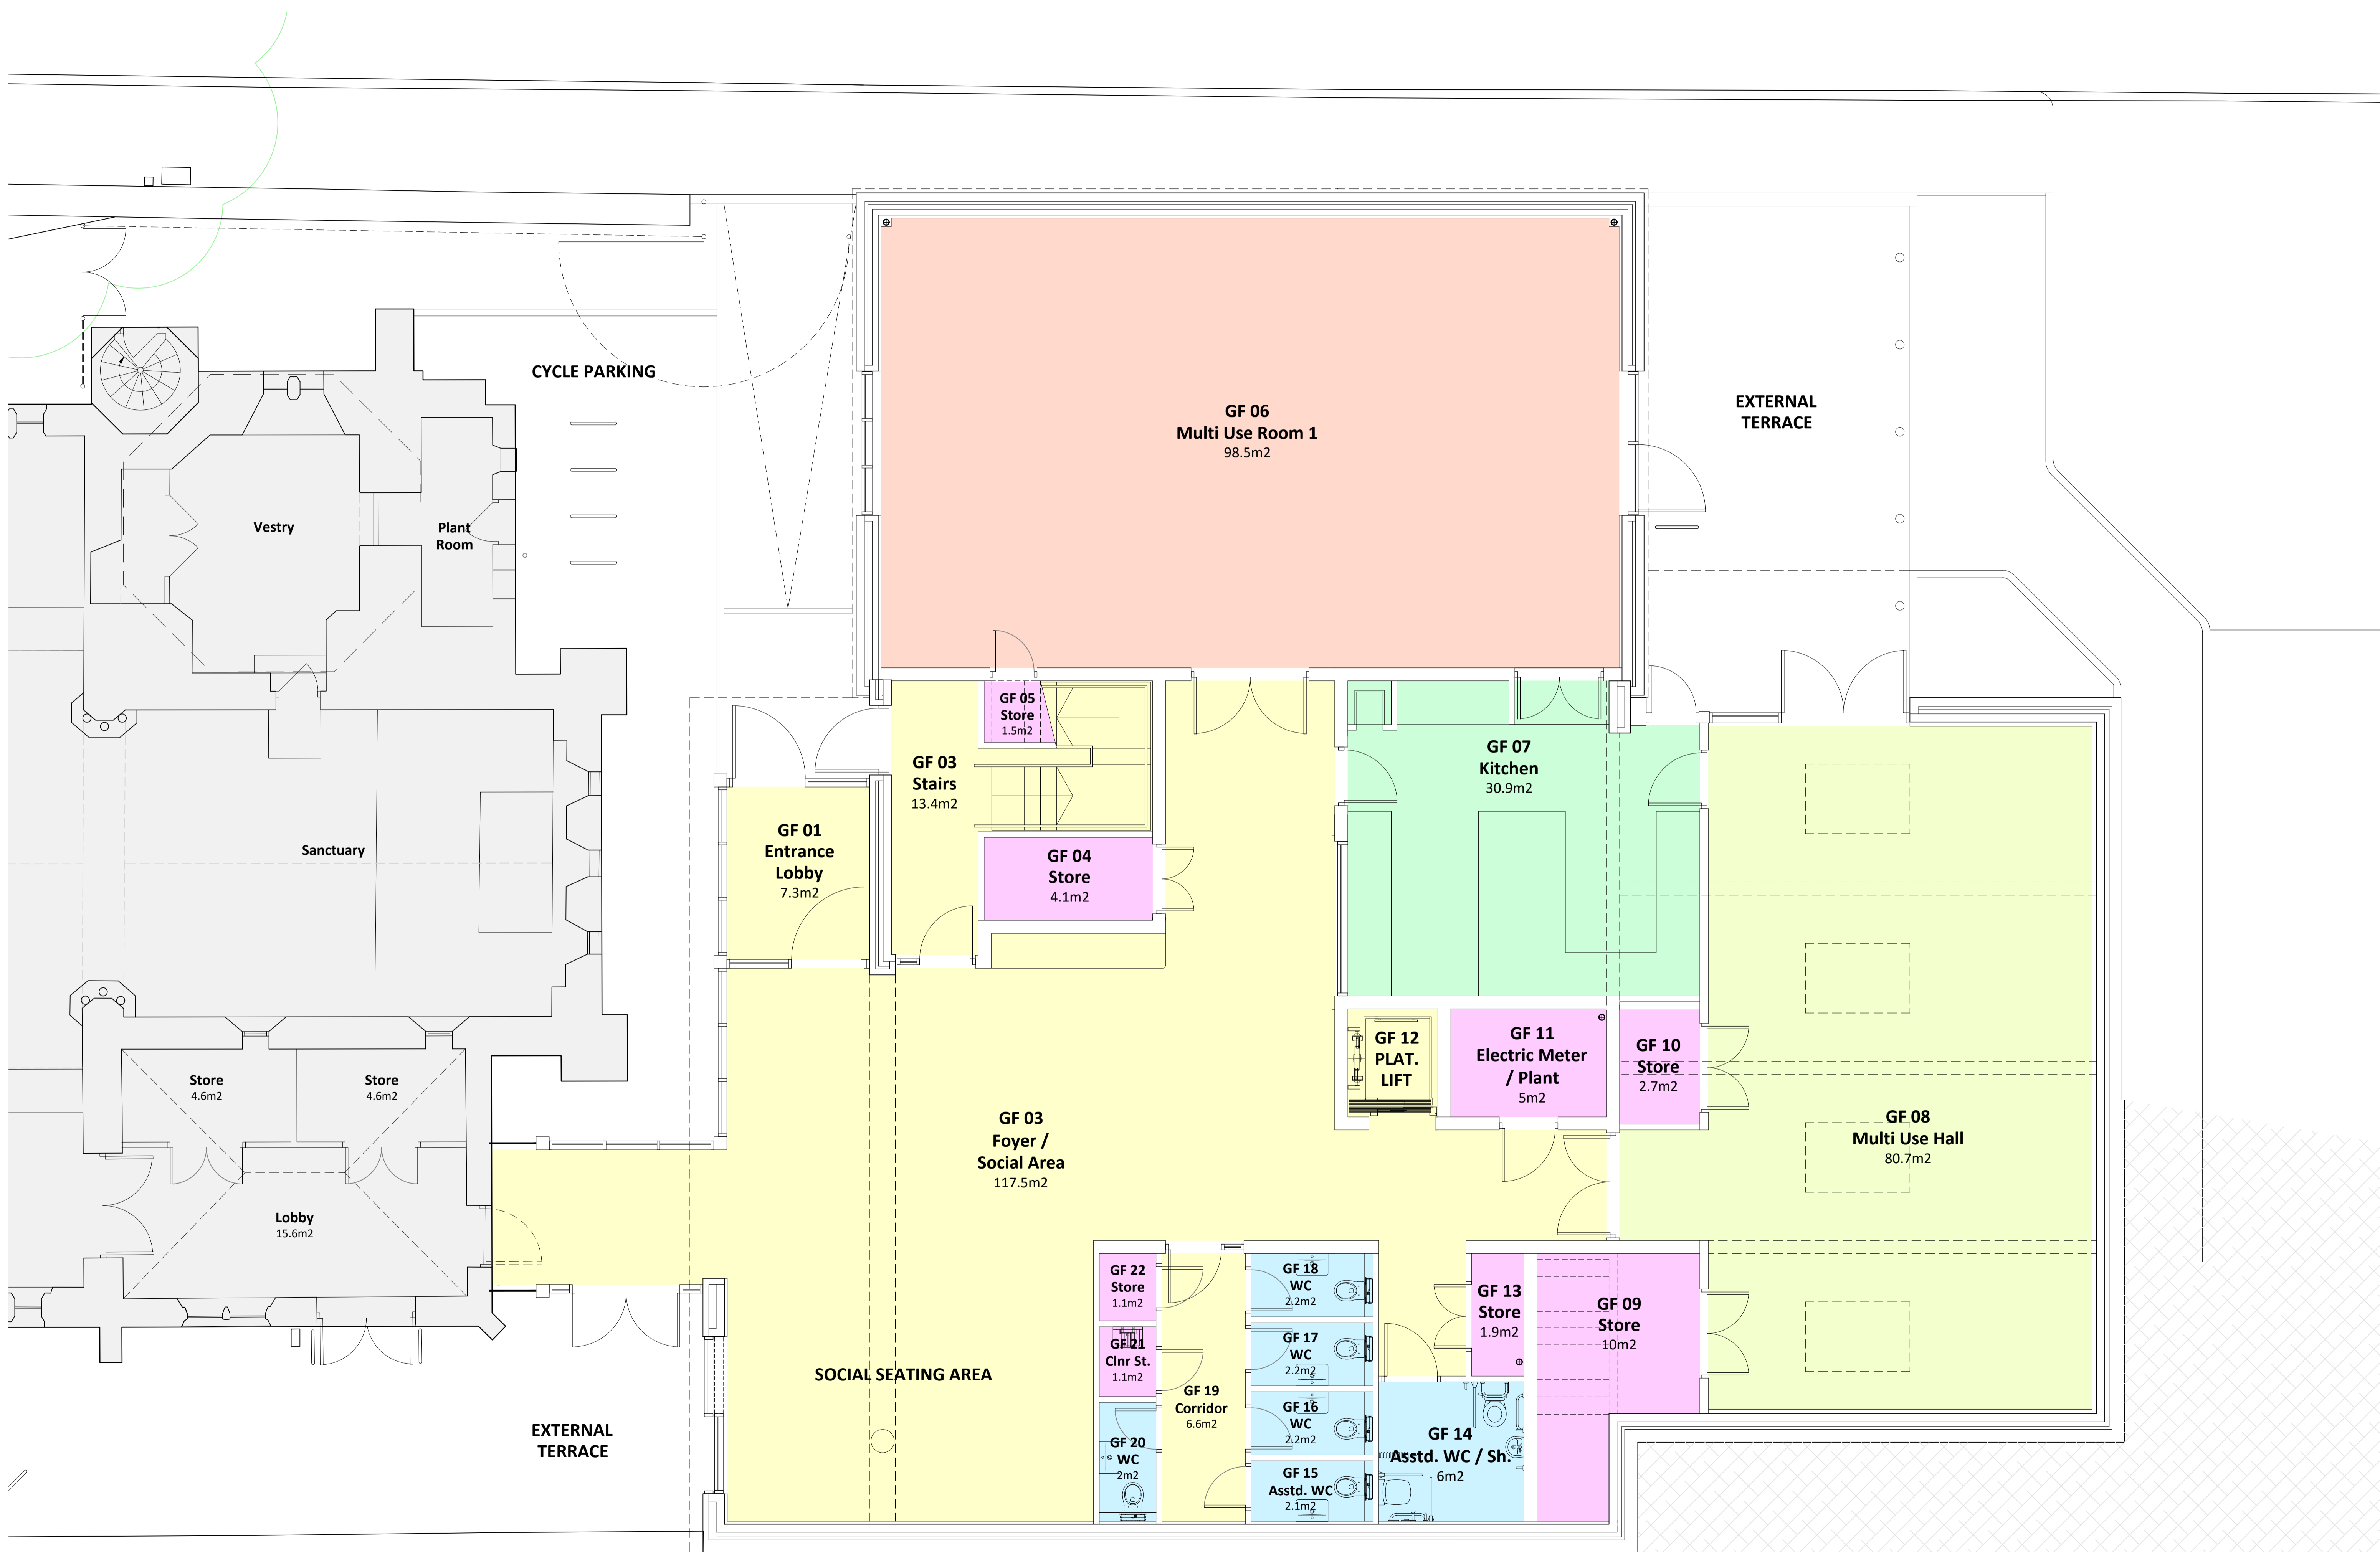 CYCLE PARKING
EXTERNAL
TERRACE
GF 06
Multi Use Room 1
98.5m2
Vestry
Plant
Room
GF 05
Store
1.5m2
GF 03
Stairs
13.4m2
GF 07
Kitchen
30.9m2
GF 01
Entrance
Lobby
7.3m2
Sanctuary
GF 04
Store
4.1m2
GF 12
PLAT.
LIFT
GF 11
Electric Meter
/ Plant
5m2
GF 10
Store
2.7m2
Store
4.6m2
Store
4.6m2
GF 03
Foyer /
Social Area
117.5m2
GF 08
Multi Use Hall
80.7m2
Lobby
15.6m2
GF 22
Store
1.1m2
GF 18
WC
2.2m2
GF 13
Store
1.9m2
GF 09
Store
10m2
GF 21
Clnr St.
1.1m2
GF 17
WC
2.2m2
SOCIAL SEATING AREA
GF 19
Corridor
6.6m2
GF 16
WC
2.2m2
EXTERNAL
TERRACE
GF 20
WC
2m2
GF 14
Asstd. WC / Sh.
6m2
GF 15
Asstd. WC
2.1m2